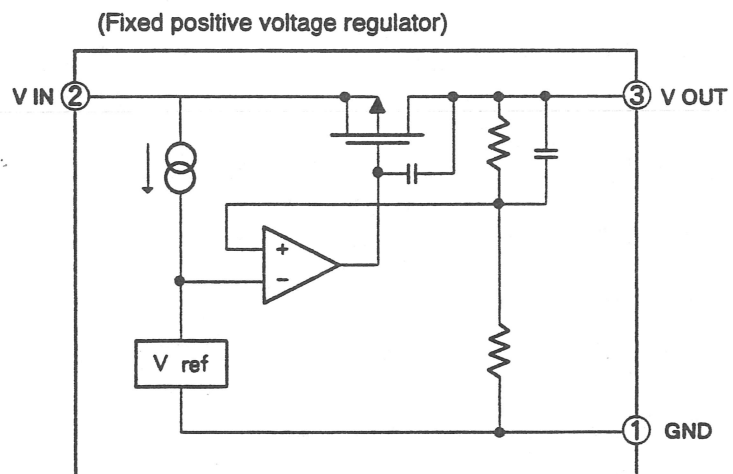 (Fixed positive voltage regulator)
V IN 2
3 V OUT
+
−
V ref
1 GND